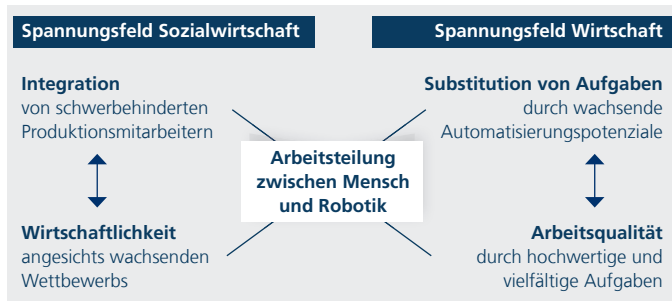 Spannungsfeld Sozialwirtschaft
Integration
von schwerbehinderten
Produktionsmitarbeitern
Wirtschaftlichkeit
angesichts wachsenden
Wettbewerbs
Arbeitsteilung
zwischen Mensch
und Robotik
Spannungsfeld Wirtschaft
Substitution von Aufgaben
durch wachsende
Automatisierungspotenziale
Arbeitsqualität
durch hochwertige und
vielfältige Aufgaben